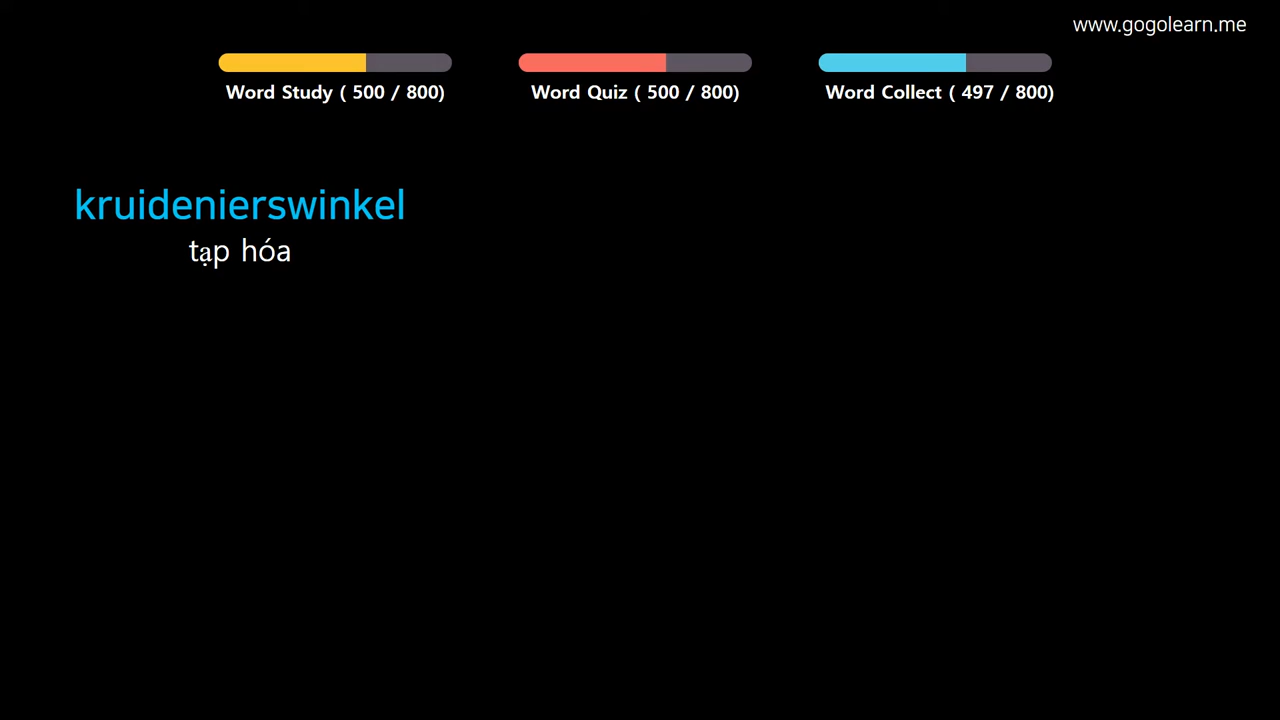 www.gogolearn.me
Word Study ( 500 / 800)
Word Quiz ( 500 / 800)
Word Collect ( 497 / 800)
kruidenierswinkel
tạp hóa